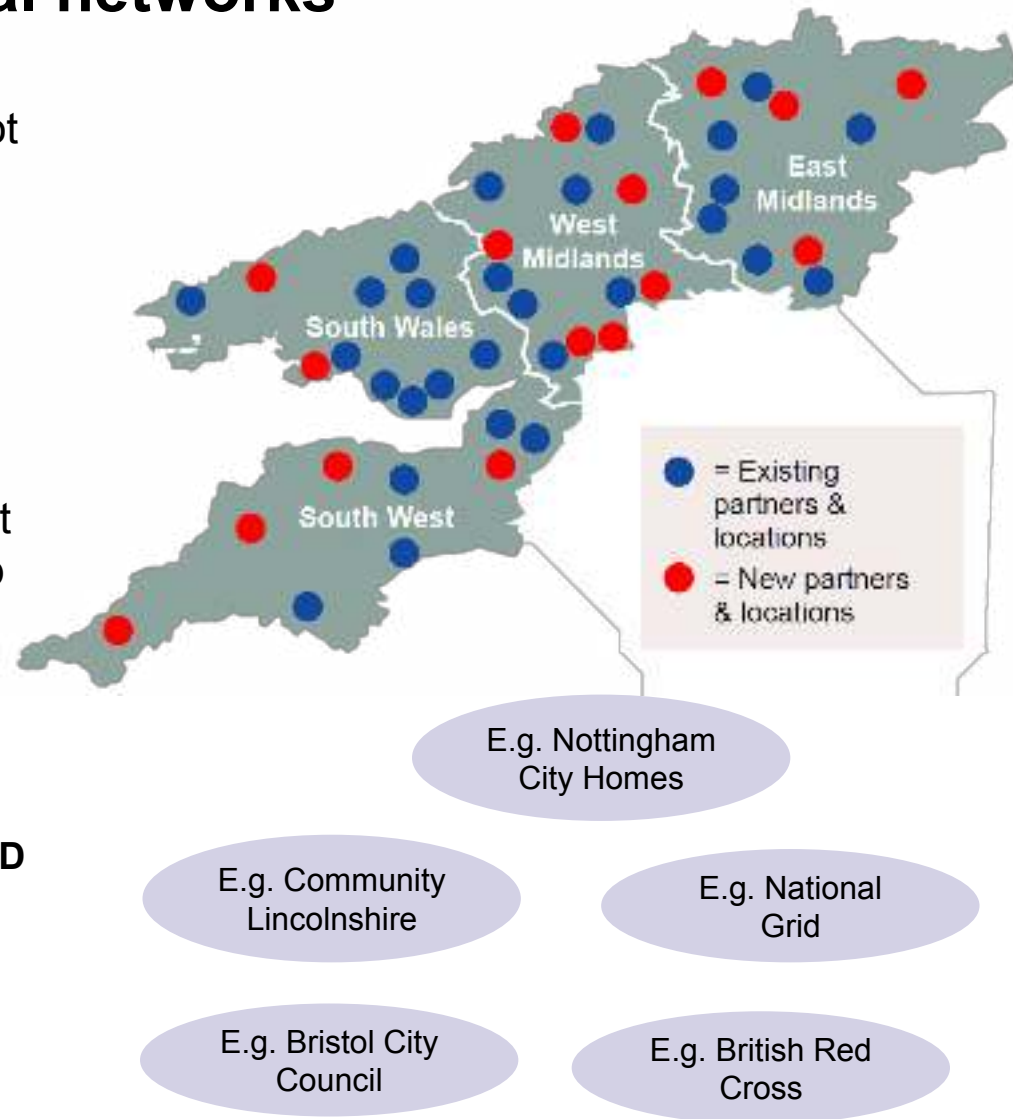 al networks
ot
East
Midlands
West
Midlands
South Wales
South West
t
o
= Existing
partners &
locations
= New partners
& locations
E.g. Nottingham
City Homes
D
E.g. Community
Lincolnshire
E.g. National
Grid
E.g. Bristol City
Council
E.g. British Red
Cross